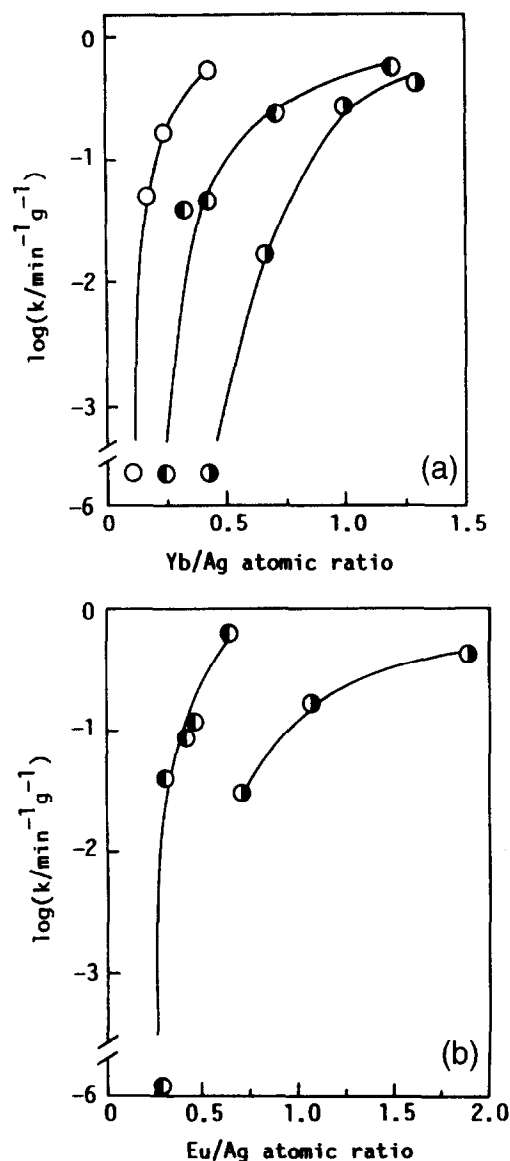 0
-1
-2
-3
-6
log(k/min⁻¹g⁻¹)
(a)
0 0.5 1.0 1.5
Yb/Ag atomic ratio
0
-1
-2
-3
-6
log(k/min⁻¹g⁻¹)
(b)
0 0.5 1.0 1.5 2.0
Eu/Ag atomic ratio